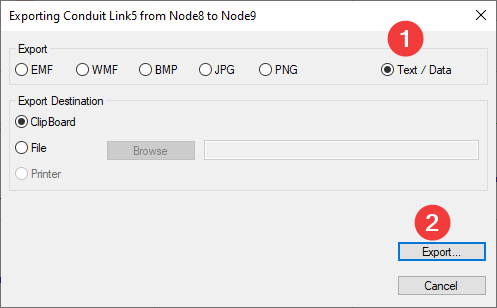 Exporting Conduit Link5 from Node8 to Node9
1
Export
EMF WMF BMP JPG PNG Text / Data
Export Destination
ClipBoard
File Browse
Printer
2
Export...
Cancel